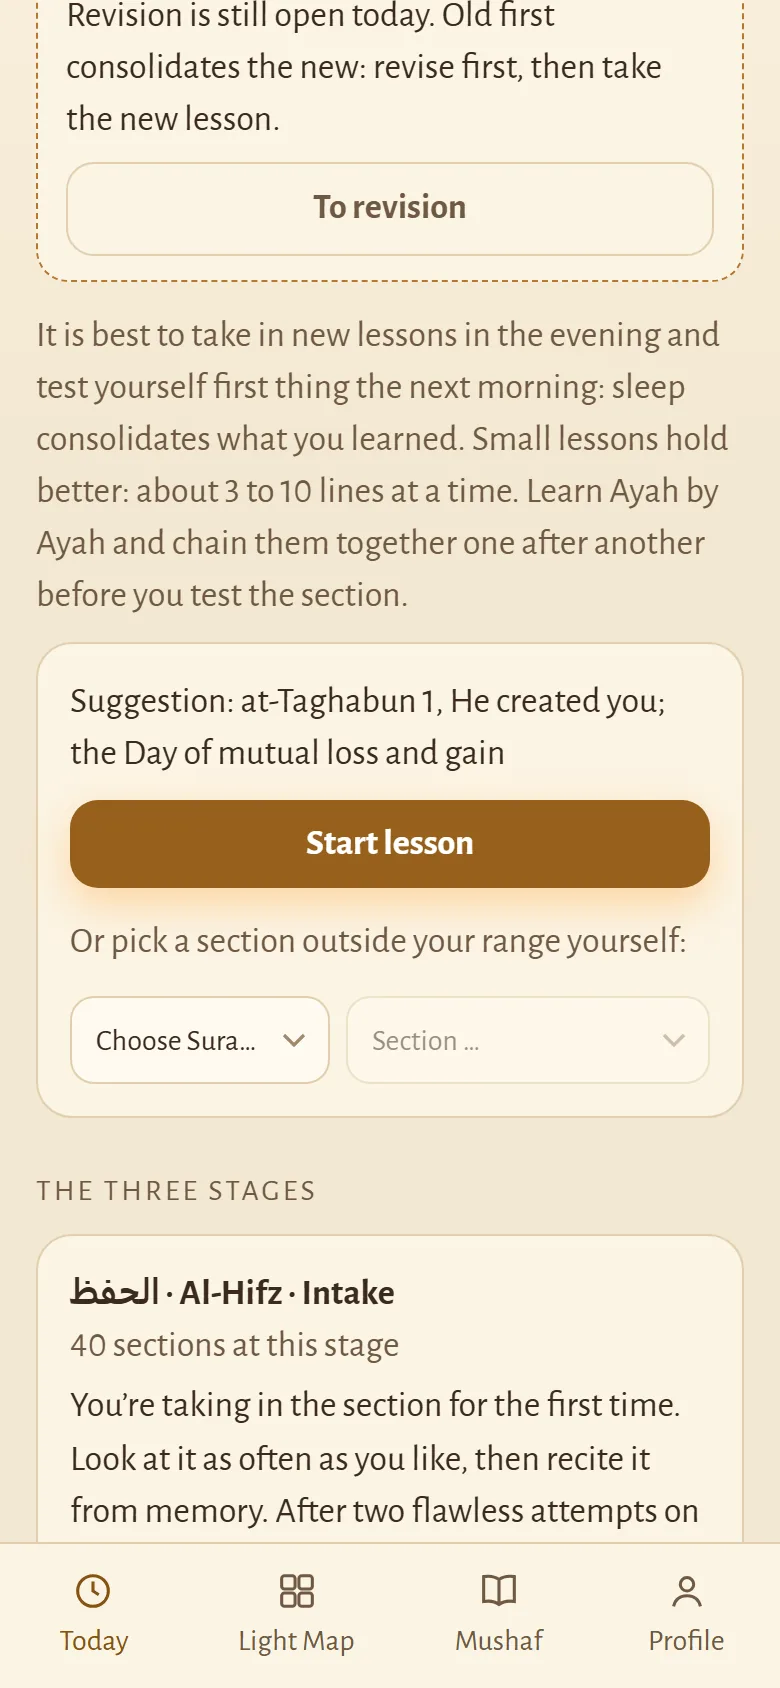 Revision is still open today. Old first
consolidates the new: revise first, then take
the new lesson.
To revision
It is best to take in new lessons in the evening and
test yourself first thing the next morning: sleep
consolidates what you learned. Small lessons hold
better: about 3 to 10 lines at a time. Learn Ayah by
Ayah and chain them together one after another
before you test the section.
Suggestion: at-Taghabun 1, He created you;
the Day of mutual loss and gain
Start lesson
Or pick a section outside your range yourself:
Choose Sura…
Section …
THE THREE STAGES
الحفظ · Al-Hifz · Intake
40 sections at this stage
You’re taking in the section for the first time.
Look at it as often as you like, then recite it
from memory. After two flawless attempts on
Today
Light Map
Mushaf
Profile